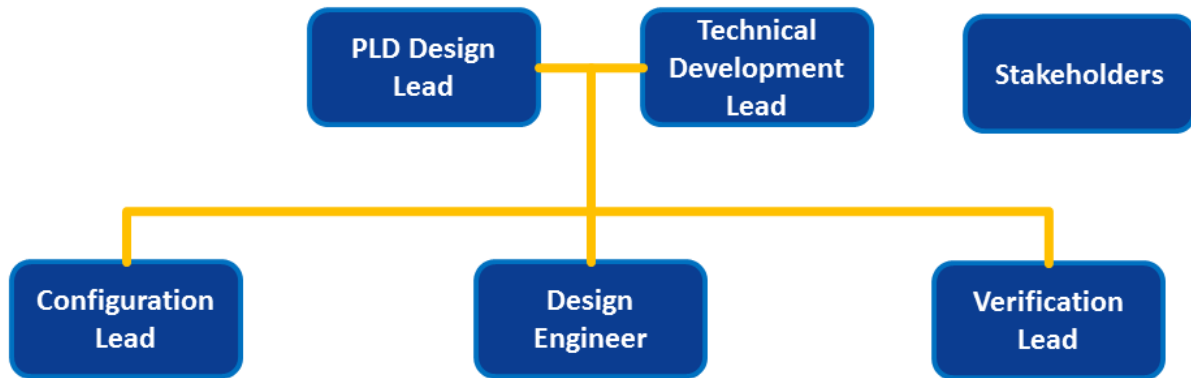 PLD Design
Lead
Technical
Development
Lead
Stakeholders
Configuration
Lead
Design
Engineer
Verification
Lead